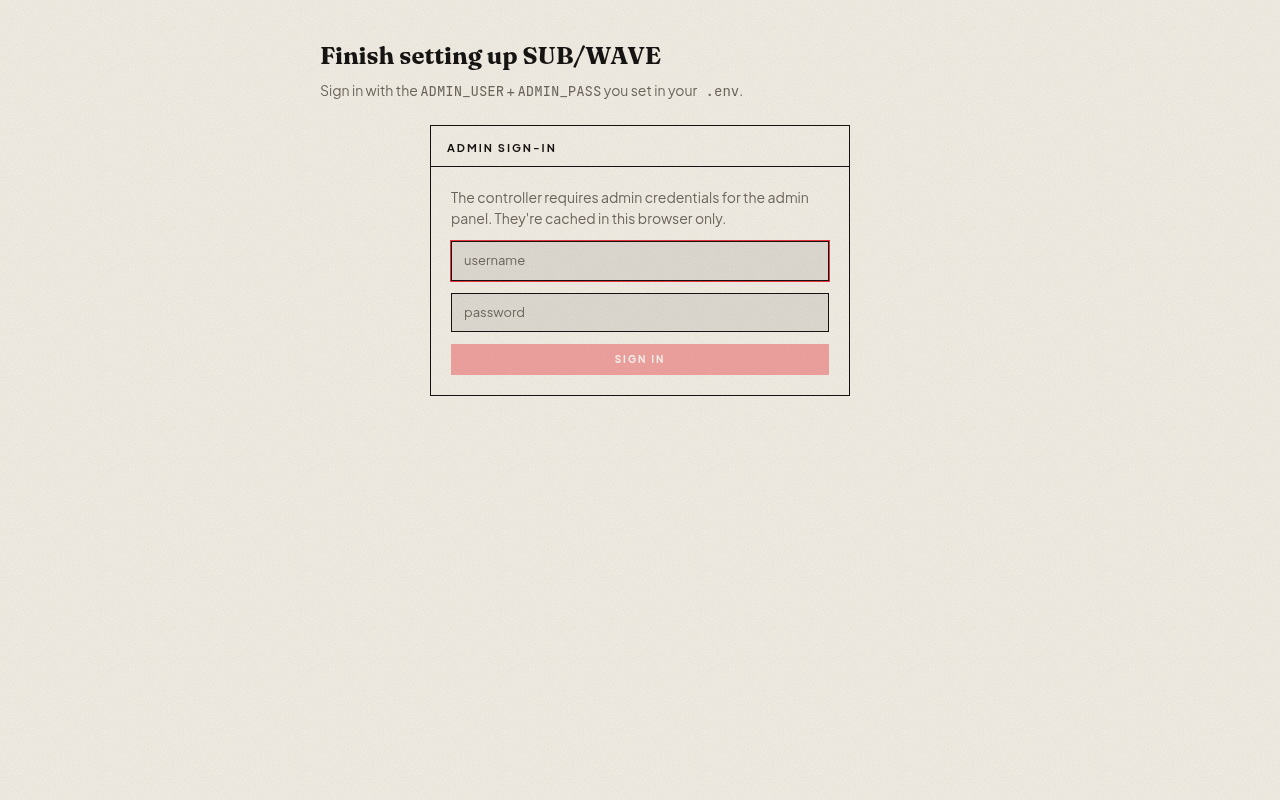 Finish setting up SUB/WAVE
Sign in with the ADMIN_USER + ADMIN_PASS you set in your .env.
ADMIN SIGN-IN
The controller requires admin credentials for the admin
panel. They're cached in this browser only.
username
password
SIGN IN